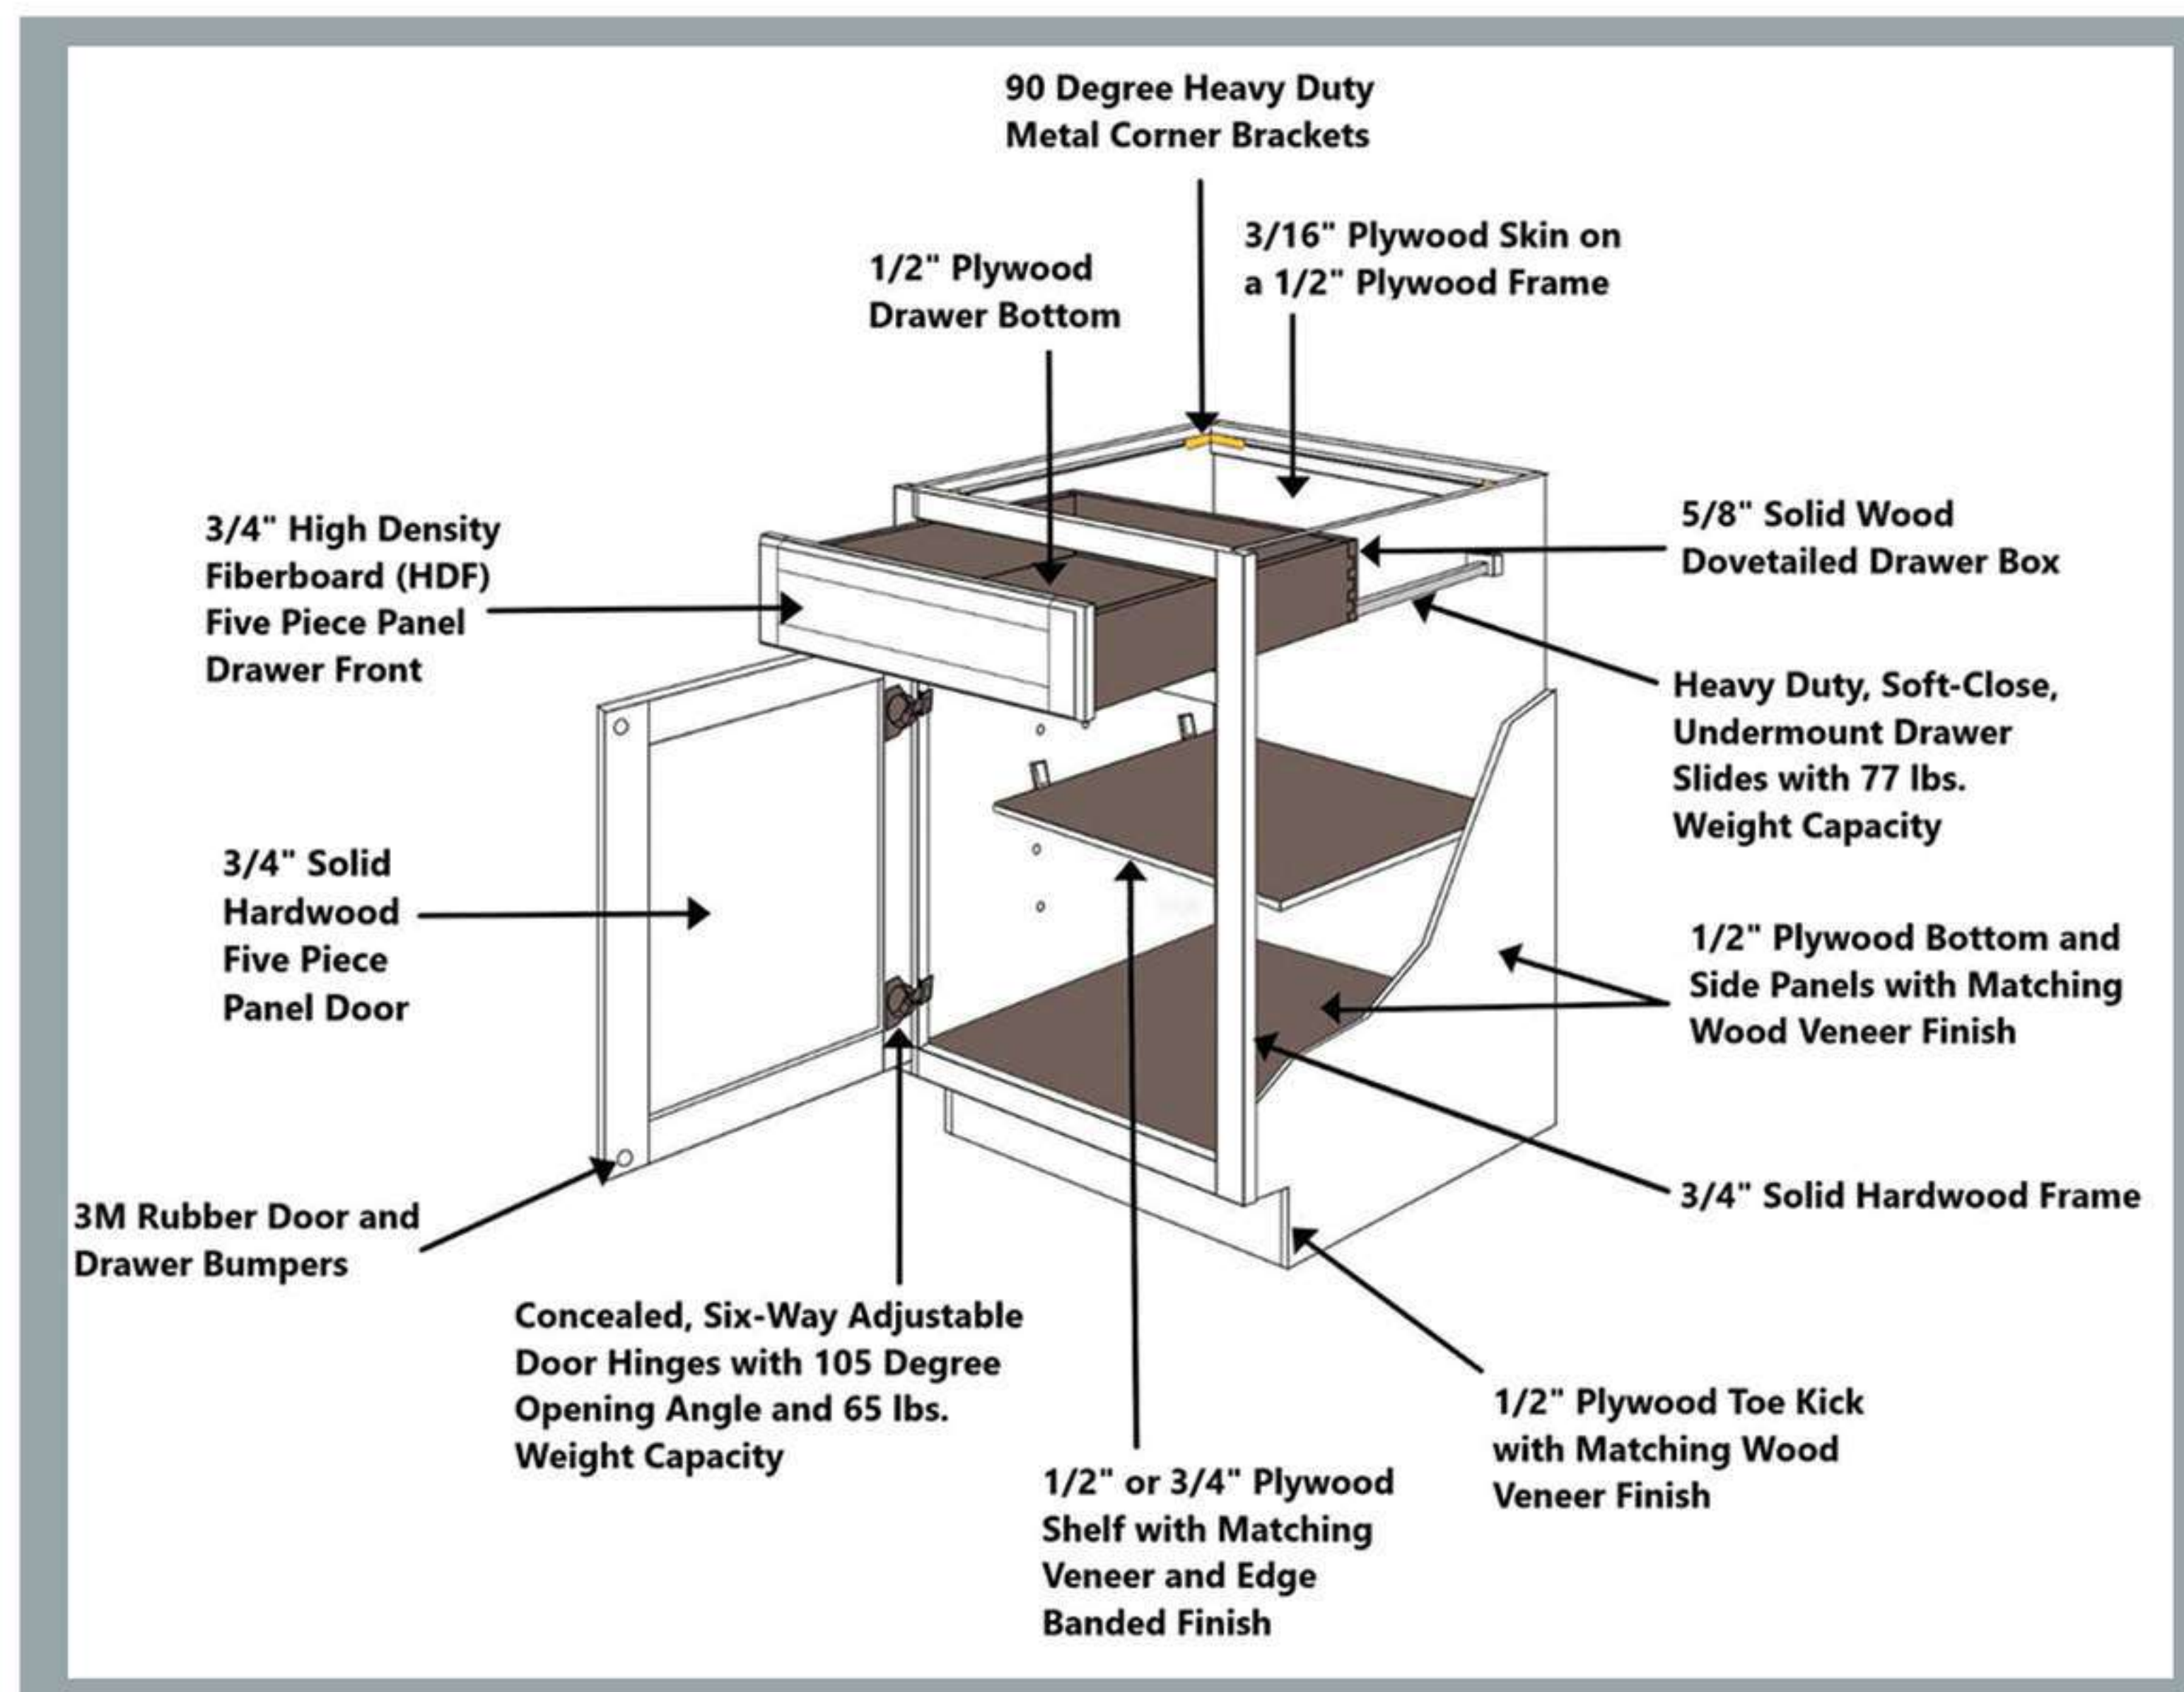 90 Degree Heavy Duty
Metal Corner Brackets
3/16" Plywood Skin on
a 1/2" Plywood Frame
1/2" Plywood
Drawer Bottom
3/4" High Density
Fiberboard (HDF)
Five Piece Panel
Drawer Front
5/8" Solid Wood
Dovetailed Drawer Box
Heavy Duty, Soft-Close,
Undermount Drawer
Slides with 77 lbs.
Weight Capacity
3/4" Solid
Hardwood
Five Piece
Panel Door
1/2" Plywood Bottom and
Side Panels with Matching
Wood Veneer Finish
3/4" Solid Hardwood Frame
3M Rubber Door and
Drawer Bumpers
Concealed, Six-Way Adjustable
Door Hinges with 105 Degree
Opening Angle and 65 lbs.
Weight Capacity
1/2" or 3/4" Plywood
Shelf with Matching
Veneer and Edge
Banded Finish
1/2" Plywood Toe Kick
with Matching Wood
Veneer Finish